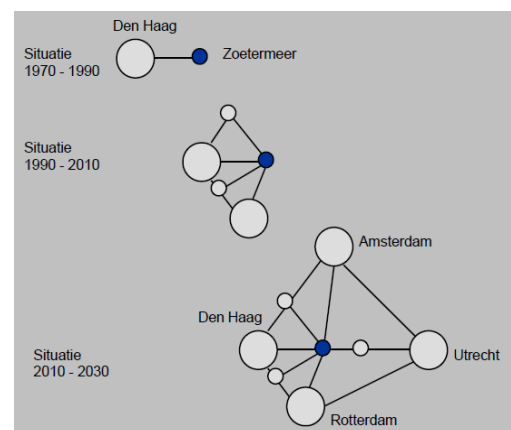 Den Haag
Situatie
1970 - 1990
Zoetermeer
Situatie
1990 - 2010
Amsterdam
Den Haag
Situatie
2010 - 2030
Utrecht
Rotterdam